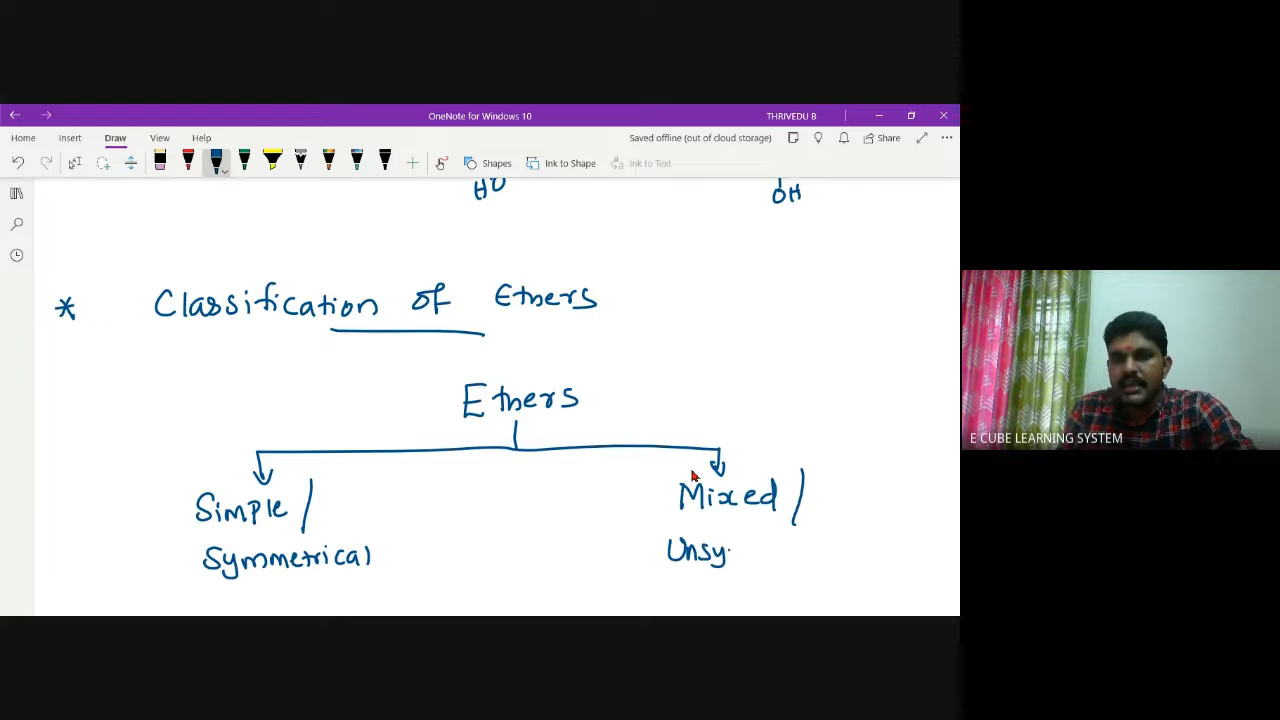 OneNote for Windows 10
THRIVEDU B
Home Insert Draw View Help
Saved offline (out of cloud storage)
Share
Shapes Ink to Shape Ink to Text
HO
OH
* Classification of Ethers
Ethers
Simple / Mixed /
Symmetrical Unsy
E CUBE LEARNING SYSTEM